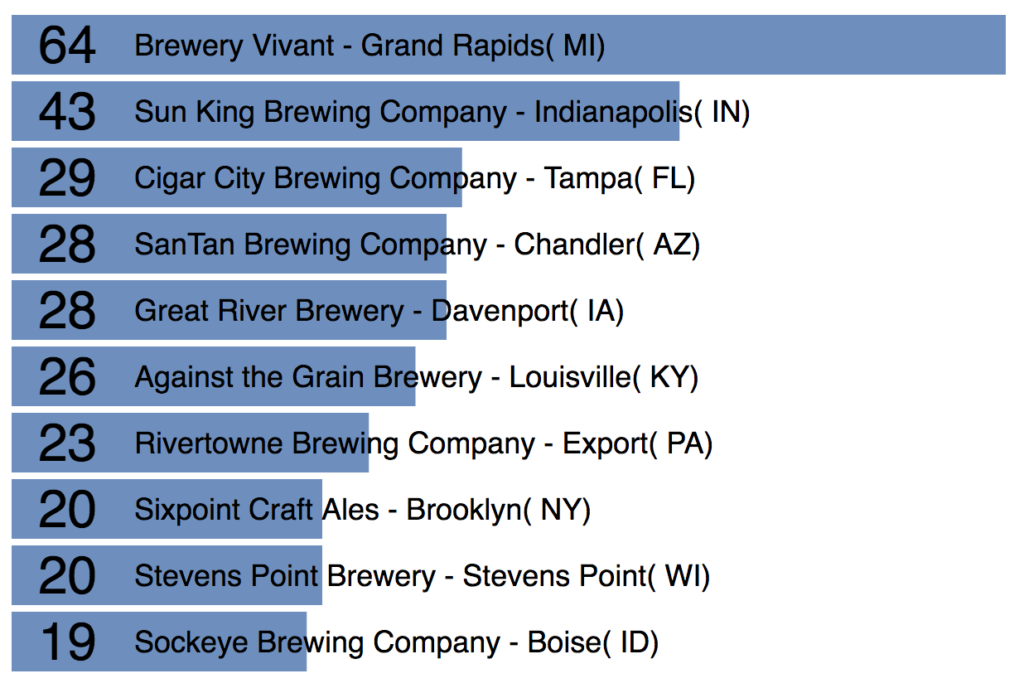 64 Brewery Vivant - Grand Rapids( MI)
43 Sun King Brewing Company - Indianapolis( IN)
29 Cigar City Brewing Company - Tampa( FL)
28 SanTan Brewing Company - Chandler( AZ)
28 Great River Brewery - Davenport( IA)
26 Against the Grain Brewery - Louisville( KY)
23 Rivertowne Brewing Company - Export( PA)
20 Sixpoint Craft Ales - Brooklyn( NY)
20 Stevens Point Brewery - Stevens Point( WI)
19 Sockeye Brewing Company - Boise( ID)